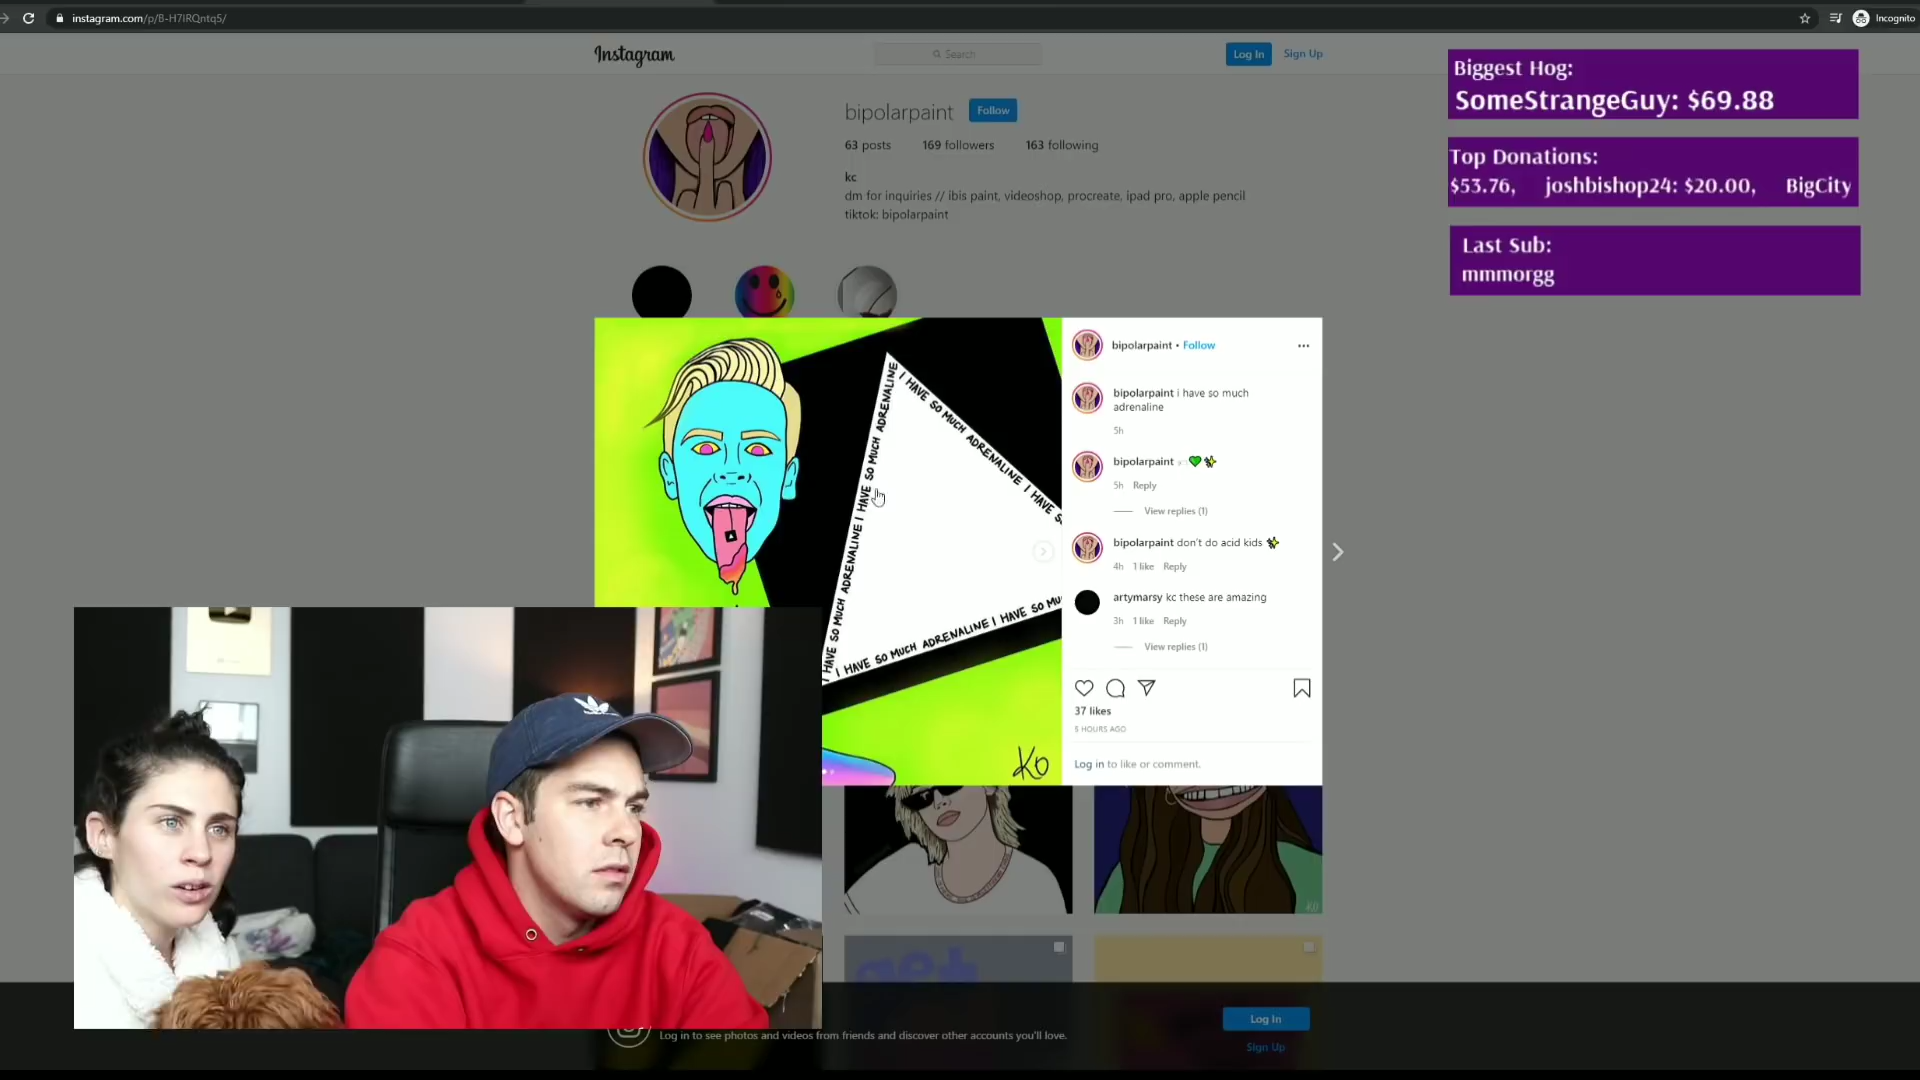 instagram.com/p/B-H7IRQntq5/
Incognito
Instagram
Search
Log In
Sign Up
bipolarpaint
Follow
63 posts
169 followers
163 following
kc
dm for inquiries // ibis paint, videoshop, procreate, ipad pro, apple pencil
tiktok: bipolarpaint
Biggest Hog:
SomeStrangeGuy: $69.88
Top Donations:
$53.76, joshbishop24: $20.00, BigCity
Last Sub:
mmmorgg
I HAVE SO MUCH ADRENALINE I HAVE SO MUCH ADRENALINE
I HAVE SO MUCH ADRENALINE I HAVE S
I HAVE SO MUCH ADRENALINE I HAVE SO MU
KO
bipolarpaint • Follow
bipolarpaint i have so much
adrenaline
5h
bipolarpaint
5h Reply
View replies (1)
bipolarpaint don't do acid kids
4h 1 like Reply
artymarsy kc these are amazing
3h 1 like Reply
View replies (1)
37 likes
5 HOURS AGO
Log in to like or comment.
KO
get
Log In
Log in to see photos and videos from friends and discover other accounts you'll love.
Sign Up